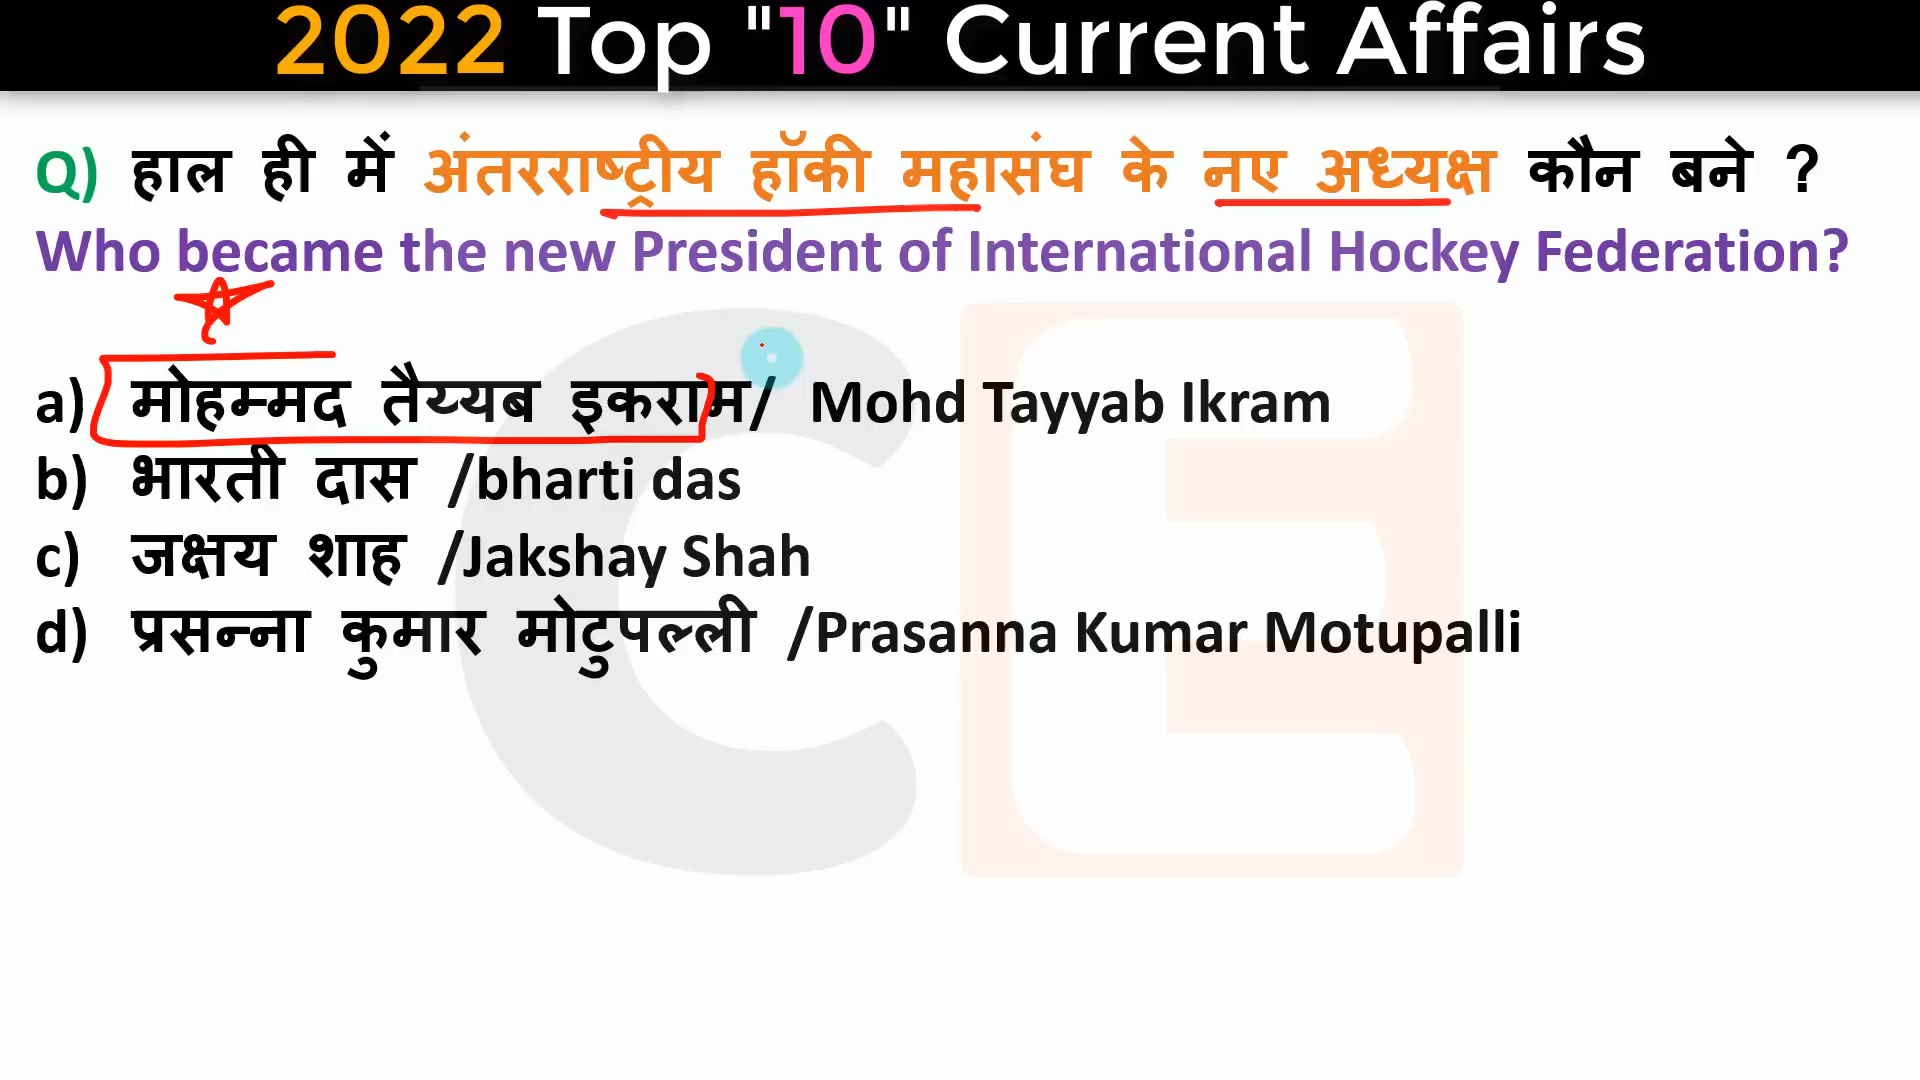 2022 Top "10" Current Affairs
Q) हाल ही में अंतरराष्ट्रीय हॉकी महासंघ के नए अध्यक्ष कौन बने ?
Who became the new President of International Hockey Federation?
a) मोहम्मद तैय्यब इकराम/ Mohd Tayyab Ikram
b) भारती दास /bharti das
c) जक्षय शाह /Jakshay Shah
d) प्रसन्ना कुमार मोटुपल्ली /Prasanna Kumar Motupalli
CE